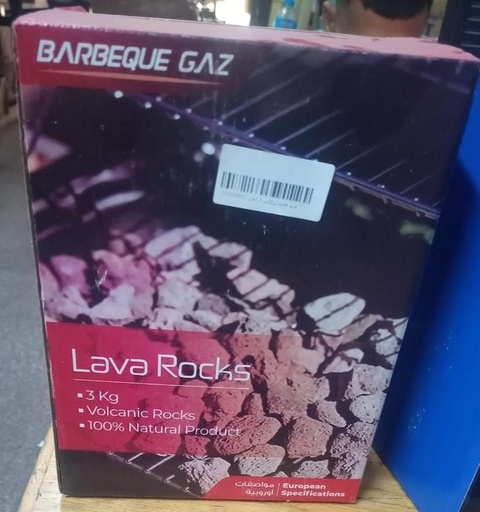 BARBEQUE GAZ
Lava Rocks
▪ 3 Kg
▪ Volcanic Rocks
▪ 100% Natural Product
مواصفات
أوروبية
European
Specifications